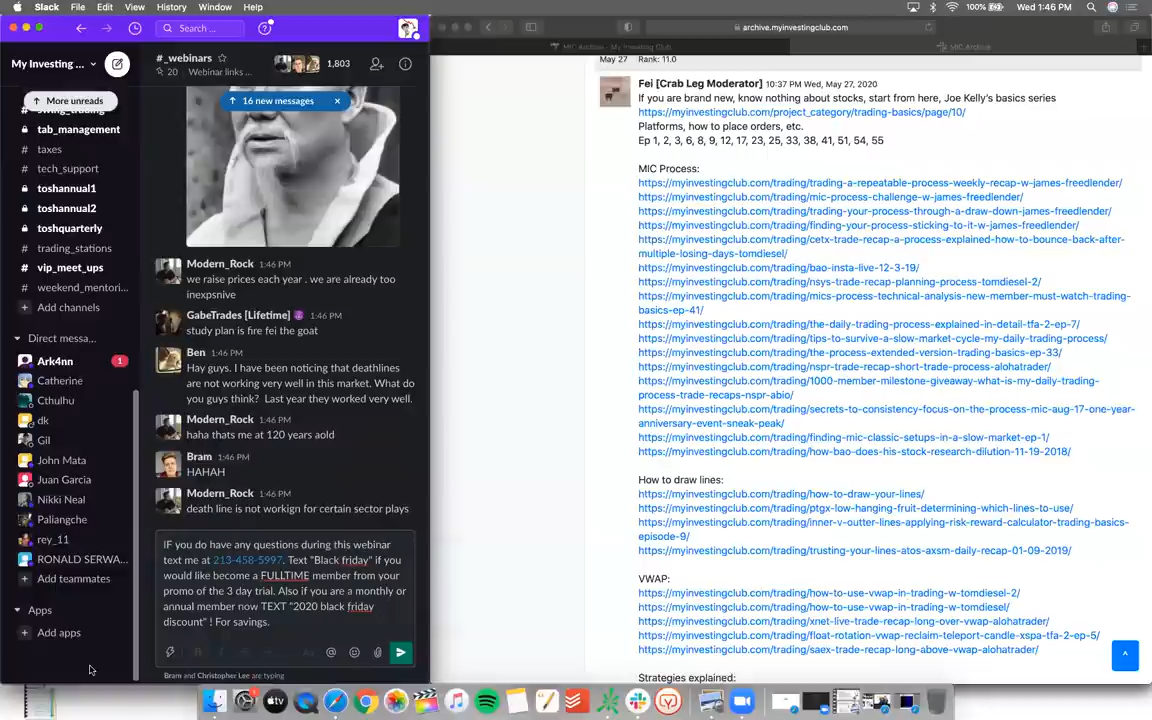 Slack File Edit View History Window Help
100% Wed 1:46 PM
Search ...
archive.myinvestingclub.com
My Investing ...
#_webinars
20 Webinar links ...
1,803
MIC Archive - My Investing Club
MIC Archive
More unreads
16 new messages
tab_management
taxes
tech_support
toshannual1
toshannual2
toshquarterly
trading_stations
vip_meet_ups
weekend_mentori...
Add channels
Direct messa...
Ark4nn 1
Catherine
Cthulhu
dk
Gil
John Mata
Juan Garcia
Nikki Neal
Paliangche
rey_11
RONALD SERWA...
Add teammates
Apps
Add apps
Modern_Rock 1:46 PM
we raise prices each year . we are already too
inexpsnive
GabeTrades [Lifetime] 1:46 PM
study plan is fire fei the goat
Ben 1:46 PM
Hay guys. I have been noticing that deathlines
are not working very well in this market. What do
you guys think? Last year they worked very well.
Modern_Rock 1:46 PM
haha thats me at 120 years aold
Bram 1:46 PM
HAHAH
Modern_Rock 1:46 PM
death line is not workign for certain sector plays
IF you do have any questions during this webinar
text me at 213-458-5997. Text "Black friday" if you
would like become a FULLTIME member from your
promo of the 3 day trial. Also if you are a monthly or
annual member now TEXT "2020 black friday
discount" ! For savings.
Bram and Christopher Lee are typing
May 27 Rank: 11.0
Fei [Crab Leg Moderator] 10:37 PM Wed, May 27, 2020
If you are brand new, know nothing about stocks, start from here, Joe Kelly's basics series
https://myinvestingclub.com/project_category/trading-basics/page/10/
Platforms, how to place orders, etc.
Ep 1, 2, 3, 6, 8, 9, 12, 17, 23, 25, 33, 38, 41, 51, 54, 55
MIC Process:
https://myinvestingclub.com/trading/trading-a-repeatable-process-weekly-recap-w-james-freedlender/
https://myinvestingclub.com/trading/mic-process-challenge-w-james-freedlender/
https://myinvestingclub.com/trading/trading-your-process-through-a-draw-down-james-freedlender/
https://myinvestingclub.com/trading/finding-your-process-sticking-to-it-w-james-freedlender/
https://myinvestingclub.com/trading/cetx-trade-recap-a-process-explained-how-to-bounce-back-after-
multiple-losing-days-tomdiesel/
https://myinvestingclub.com/trading/bao-insta-live-12-3-19/
https://myinvestingclub.com/trading/nsys-trade-recap-planning-process-tomdiesel-2/
https://myinvestingclub.com/trading/mics-process-technical-analysis-new-member-must-watch-trading-
basics-ep-41/
https://myinvestingclub.com/trading/the-daily-trading-process-explained-in-detail-tfa-2-ep-7/
https://myinvestingclub.com/trading/tips-to-survive-a-slow-market-cycle-my-daily-trading-process/
https://myinvestingclub.com/trading/the-process-extended-version-trading-basics-ep-33/
https://myinvestingclub.com/trading/nspr-trade-recap-short-trade-process-alohatrader/
https://myinvestingclub.com/trading/1000-member-milestone-giveaway-what-is-my-daily-trading-
process-trade-recaps-nspr-abio/
https://myinvestingclub.com/trading/secrets-to-consistency-focus-on-the-process-mic-aug-17-one-year-
anniversary-event-sneak-peak/
https://myinvestingclub.com/trading/finding-mic-classic-setups-in-a-slow-market-ep-1/
https://myinvestingclub.com/trading/how-bao-does-his-stock-research-dilution-11-19-2018/
How to draw lines:
https://myinvestingclub.com/trading/how-to-draw-your-lines/
https://myinvestingclub.com/trading/ptgx-low-hanging-fruit-determining-which-lines-to-use/
https://myinvestingclub.com/trading/inner-v-outter-lines-applying-risk-reward-calculator-trading-basics-
episode-9/
https://myinvestingclub.com/trading/trusting-your-lines-atos-axsm-daily-recap-01-09-2019/
VWAP:
https://myinvestingclub.com/trading/how-to-use-vwap-in-trading-w-tomdiesel-2/
https://myinvestingclub.com/trading/how-to-use-vwap-in-trading-w-tomdiesel/
https://myinvestingclub.com/trading/xnet-live-trade-recap-long-over-vwap-alohatrader/
https://myinvestingclub.com/trading/float-rotation-vwap-reclaim-teleport-candle-xspa-tfa-2-ep-5/
https://myinvestingclub.com/trading/saex-trade-recap-long-above-vwap-alohatrader/
Strategies explained: